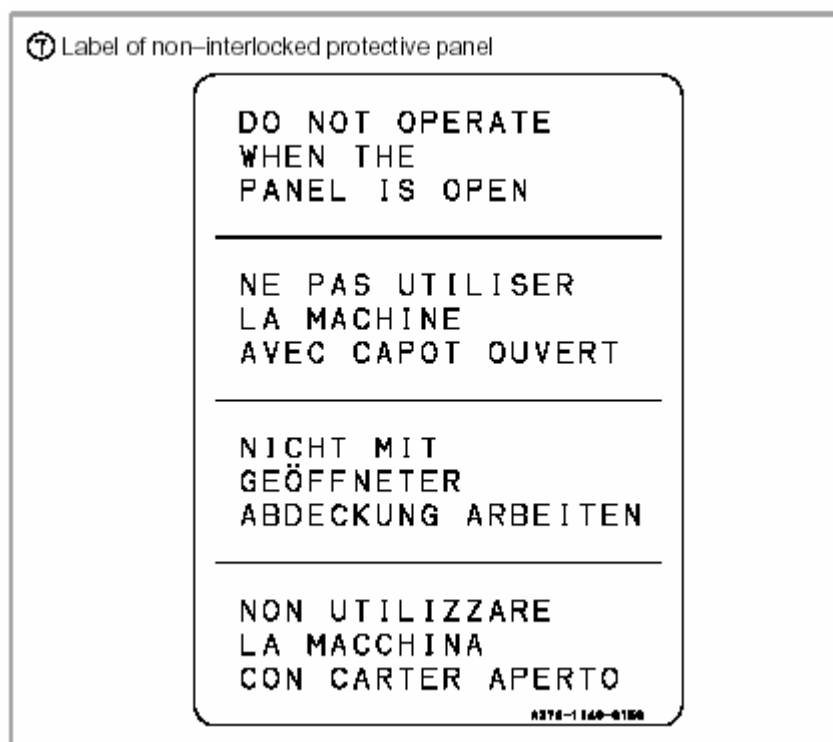 ⑦ Label of non–interlocked protective panel
DO NOT OPERATE
WHEN THE
PANEL IS OPEN
NE PAS UTILISER
LA MACHINE
AVEC CAPOT OUVERT
NICHT MIT
GEÖFFNETER
ABDECKUNG ARBEITEN
NON UTILIZZARE
LA MACCHINA
CON CARTER APERTO